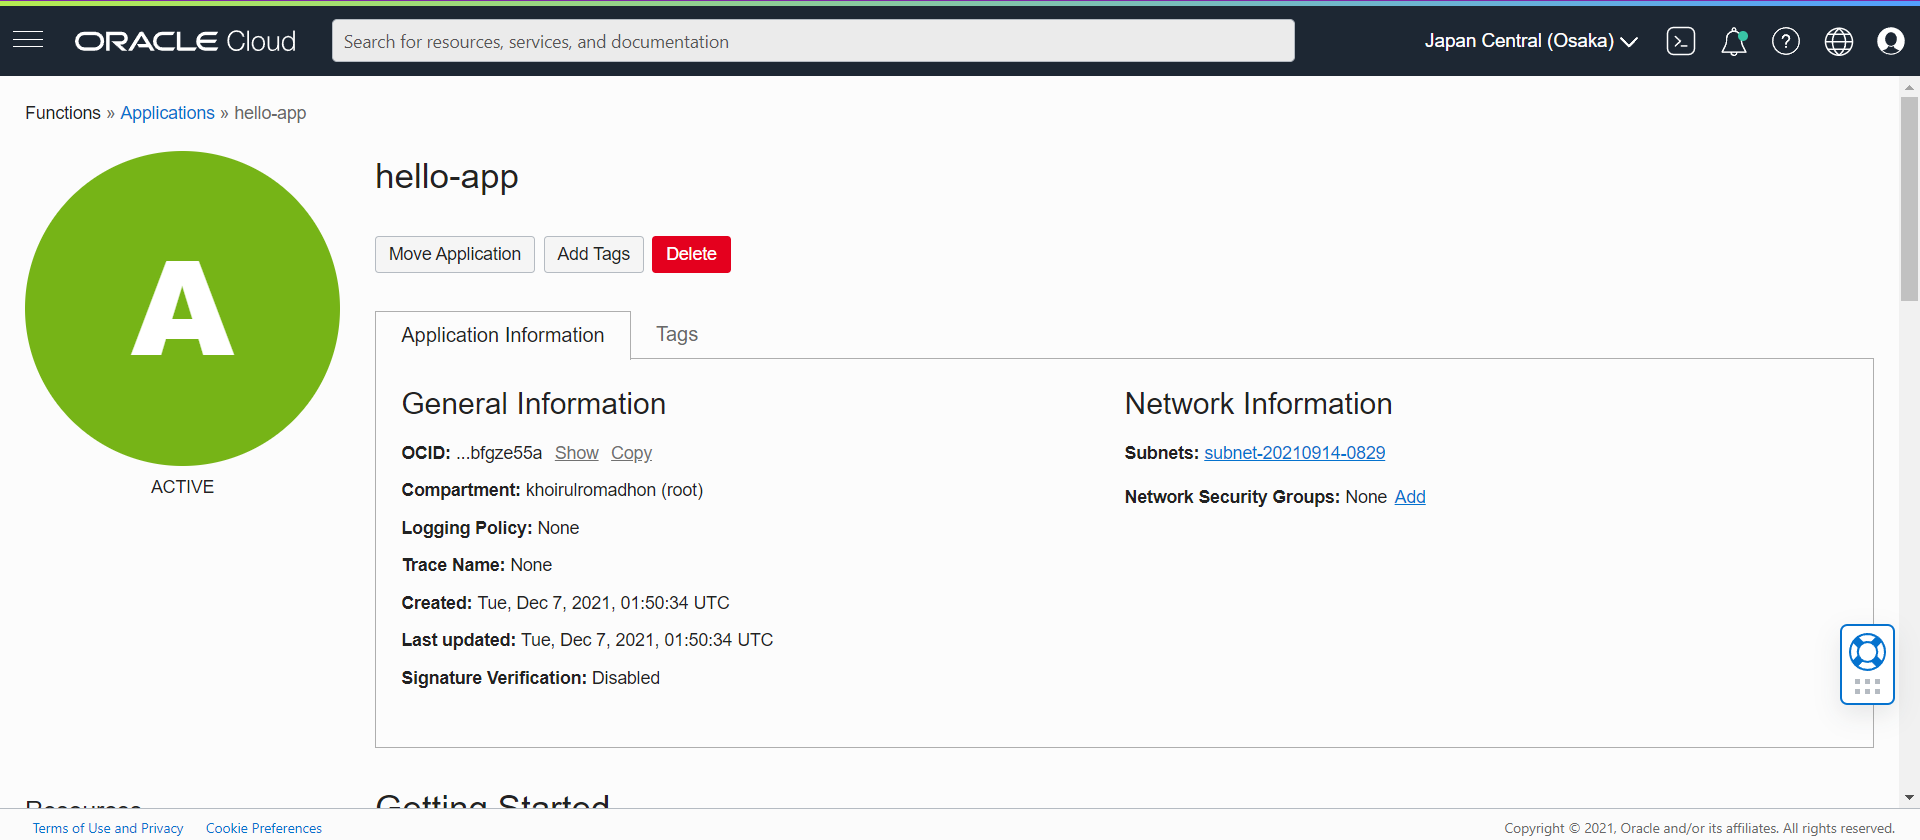 ORACLE Cloud
Search for resources, services, and documentation
Japan Central (Osaka)
Functions » Applications » hello-app
A
ACTIVE
hello-app
Move Application
Add Tags
Delete
Application Information
Tags
General Information
OCID: ...bfgze55a Show Copy
Compartment: khoirulromadhon (root)
Logging Policy: None
Trace Name: None
Created: Tue, Dec 7, 2021, 01:50:34 UTC
Last updated: Tue, Dec 7, 2021, 01:50:34 UTC
Signature Verification: Disabled
Network Information
Subnets: subnet-20210914-0829
Network Security Groups: None Add
Resources
Getting Started
Terms of Use and Privacy
Cookie Preferences
Copyright © 2021, Oracle and/or its affiliates. All rights reserved.